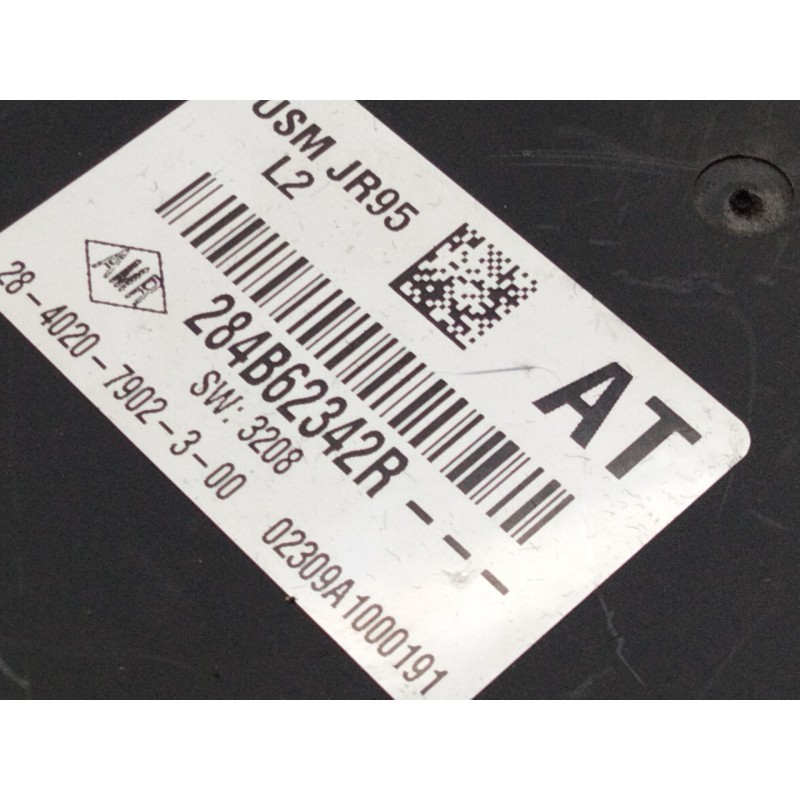 USM JR95
L2
AT
AMR
284B62342R---
SW: 3208
28-4020-7902-3-00
02309A1000191